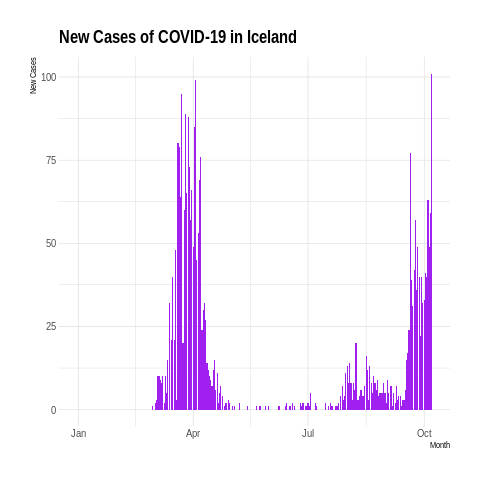 New Cases of COVID-19 in Iceland
New Cases
100
75
50
25
0
Jan Apr Jul Oct
Month